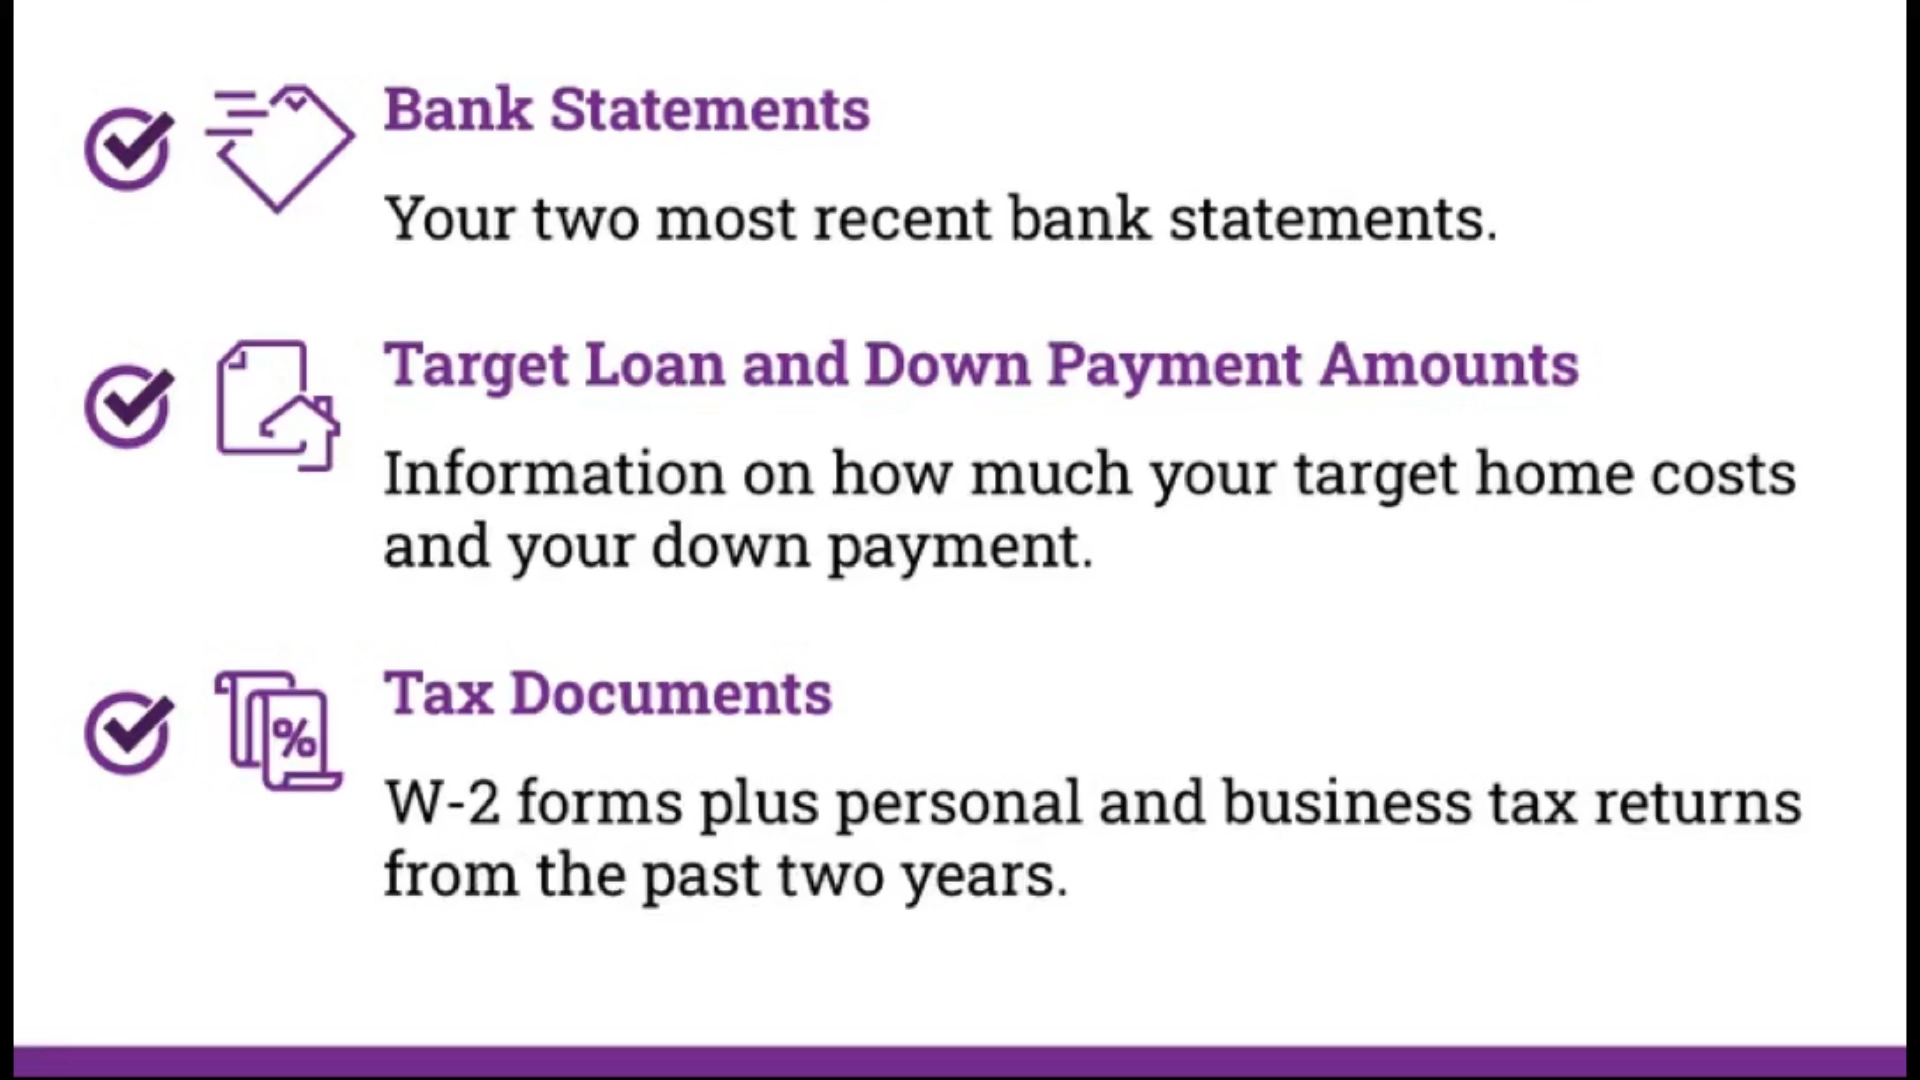 Bank Statements
Your two most recent bank statements.
Target Loan and Down Payment Amounts
Information on how much your target home costs
and your down payment.
Tax Documents
%
W-2 forms plus personal and business tax returns
from the past two years.